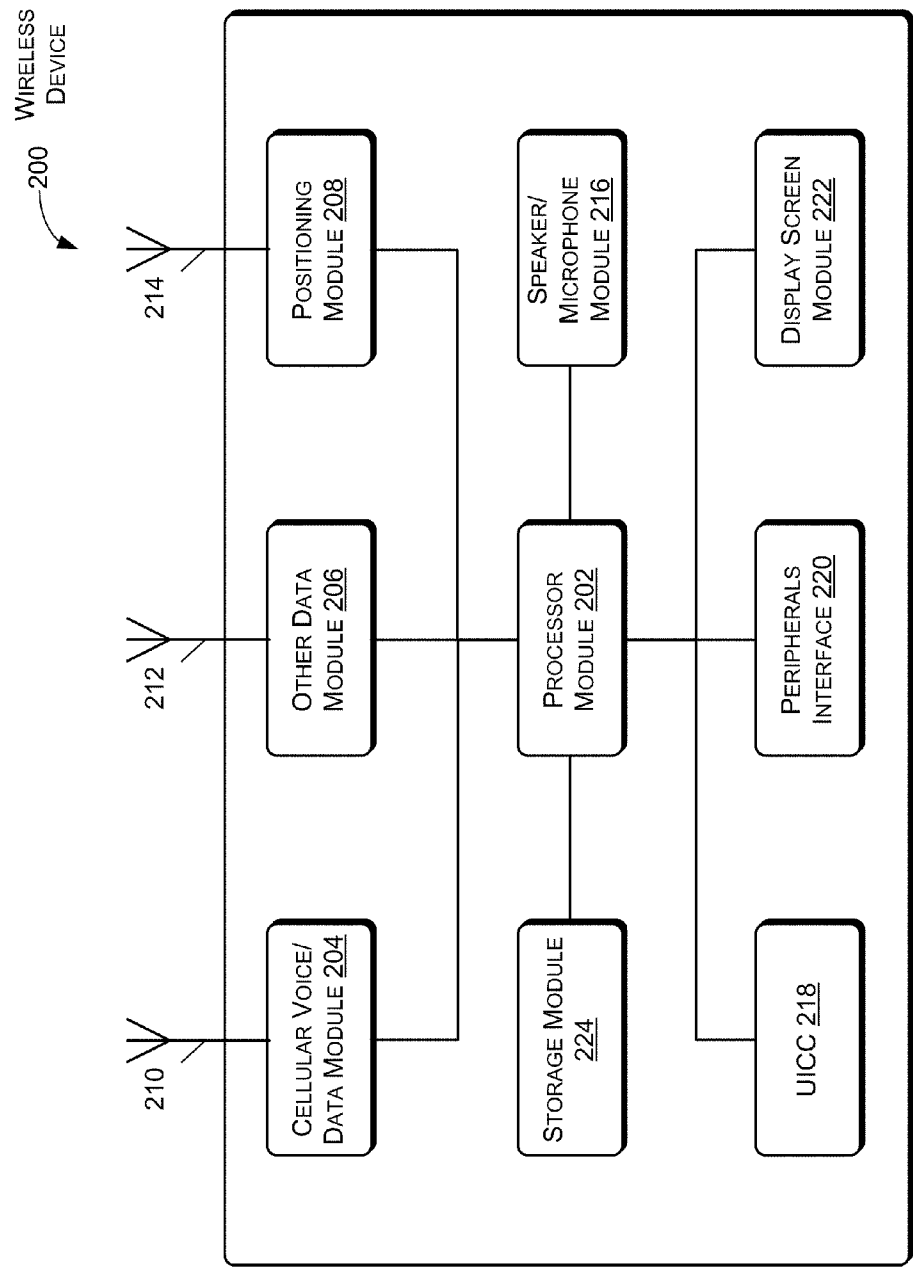 WIRELESS
DEVICE
200
210
212
214
CELLULAR VOICE/
DATA MODULE 204
OTHER DATA
MODULE 206
POSITIONING
MODULE 208
STORAGE MODULE
224
PROCESSOR
MODULE 202
SPEAKER/
MICROPHONE
MODULE 216
UICC 218
PERIPHERALS
INTERFACE 220
DISPLAY SCREEN
MODULE 222